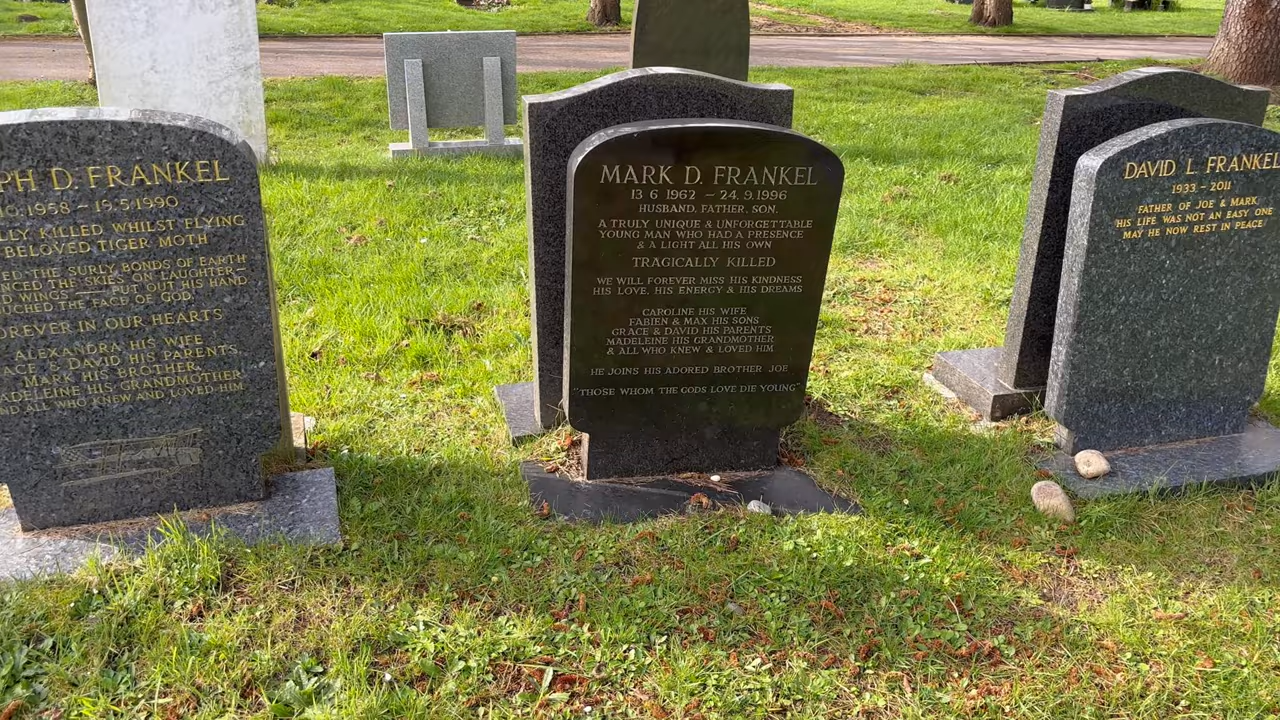 PH D. FRANKEL
10.1958 – 19.5.1990
LLY KILLED WHILST FLYING
BELOVED TIGER MOTH
ED THE SURLY BONDS OF EARTH
NCED THE SKIES ON LAUGHTER–
D WINGS – PUT OUT HIS HAND
UCHED THE FACE OF GOD.
OREVER IN OUR HEARTS
ALEXANDRA HIS WIFE
ACE & DAVID HIS PARENTS,
MARK HIS BROTHER,
ADELEINE HIS GRANDMOTHER
ND ALL WHO KNEW AND LOVED HIM.
MARK D. FRANKEL
13 6 1962 – 24.9.1996
HUSBAND, FATHER, SON.
A TRULY UNIQUE & UNFORGETTABLE
YOUNG MAN WHO HAD A PRESENCE
& A LIGHT ALL HIS OWN
TRAGICALLY KILLED
WE WILL FOREVER MISS HIS KINDNESS
HIS LOVE, HIS ENERGY & HIS DREAMS
CAROLINE HIS WIFE
FABIEN & MAX HIS SONS
GRACE & DAVID HIS PARENTS
MADELEINE HIS GRANDMOTHER
& ALL WHO KNEW & LOVED HIM
HE JOINS HIS ADORED BROTHER JOE
"THOSE WHOM THE GODS LOVE DIE YOUNG"
DAVID L. FRANKEL
1933 – 2011
FATHER OF JOE & MARK,
HIS LIFE WAS NOT AN EASY ONE
MAY HE NOW REST IN PEACE